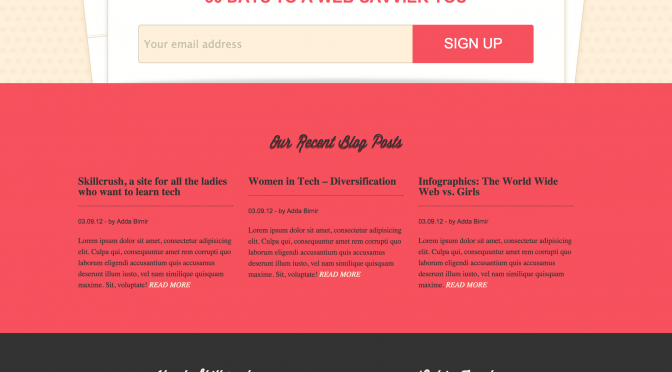 30 DAYS TO A WEB SAVVIER YOU
Your email address
SIGN UP
Our Recent Blog Posts
Skillcrush, a site for all the ladies
who want to learn tech
03.09.12 - by Adda Birnir
Lorem ipsum dolor sit amet, consectetur adipisicing
elit. Culpa qui, consequuntur amet rem corrupti quo
laborum eligendi accusantium quis accusamus
deserunt illum iusto, vel nam similique quisquam
maxime. Sit, voluptate! READ MORE
Women in Tech – Diversification
03.09.12 - by Adda Birnir
Lorem ipsum dolor sit amet, consectetur adipisicing
elit. Culpa qui, consequuntur amet rem corrupti quo
laborum eligendi accusantium quis accusamus
deserunt illum iusto, vel nam similique quisquam
maxime. Sit, voluptate! READ MORE
Infographics: The World Wide
Web vs. Girls
03.09.12 - by Adda Birnir
Lorem ipsum dolor sit amet, consectetur adipisicing
elit. Culpa qui, consequuntur amet rem corrupti quo
laborum eligendi accusantium quis accusamus
deserunt illum iusto, vel nam similique quisquam
maxime. Sit, voluptate! READ MORE